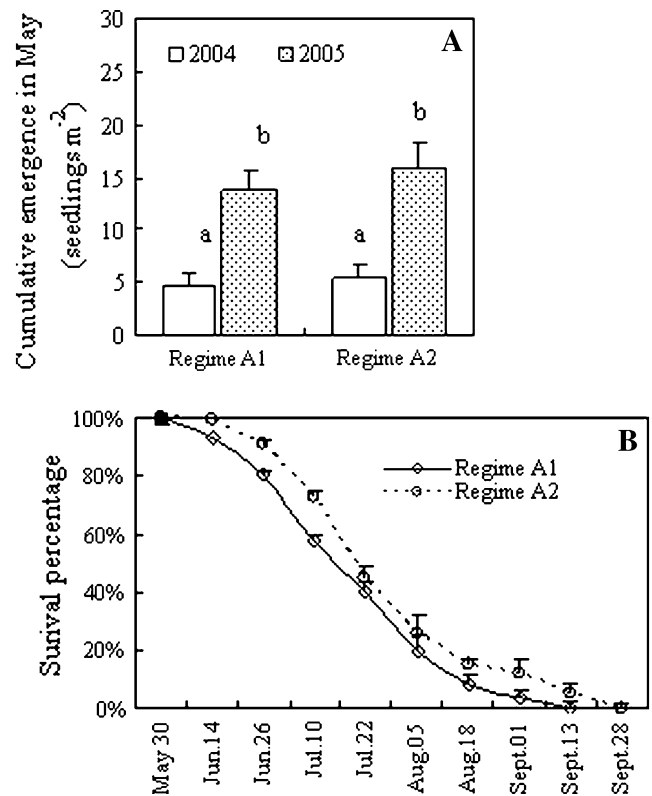 Cumulative emergence in May
(seedlings m-2)
30
25
20
15
10
5
0
A
2004
2005
a
b
a
b
Regime A1
Regime A2
Surival percentage
100%
80%
60%
40%
20%
0%
B
Regime A1
Regime A2
May 30
Jun.14
Jun.26
Jul.10
Jul.22
Aug.05
Aug.18
Sept.01
Sept.13
Sept.28